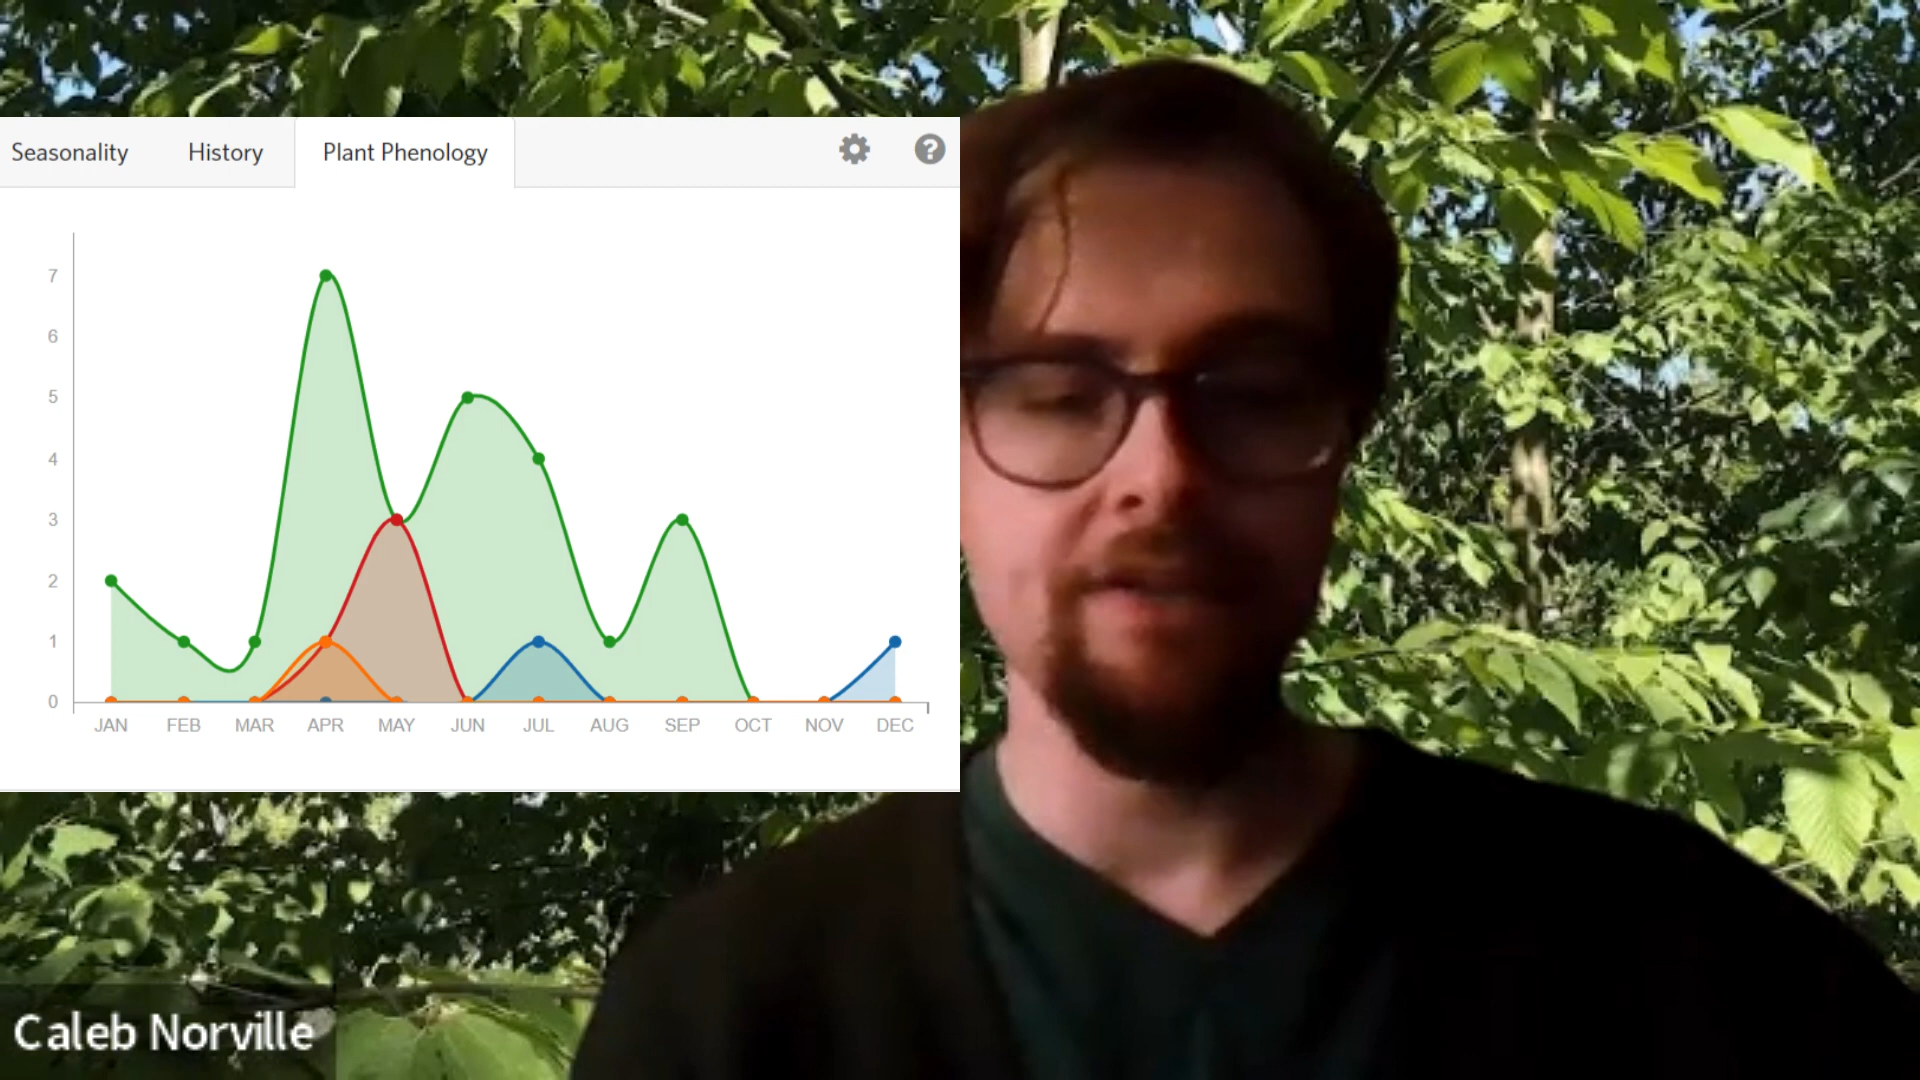 Seasonality History Plant Phenology
7
6
5
4
3
2
1
0
JAN FEB MAR APR MAY JUN JUL AUG SEP OCT NOV DEC
Caleb Norville